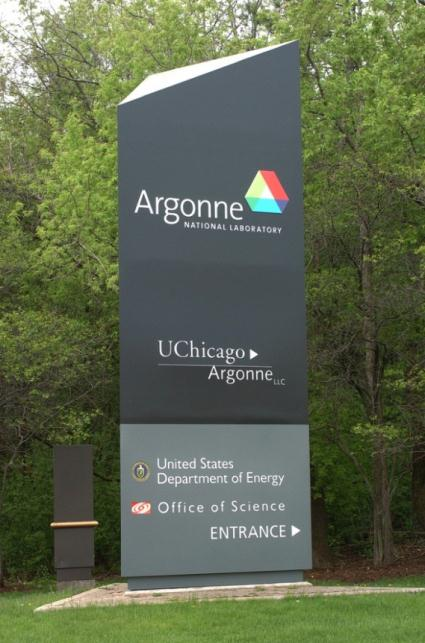 Argonne
NATIONAL LABORATORY
UChicago ▶
Argonne LLC
United States
Department of Energy
Office of Science
ENTRANCE ▶